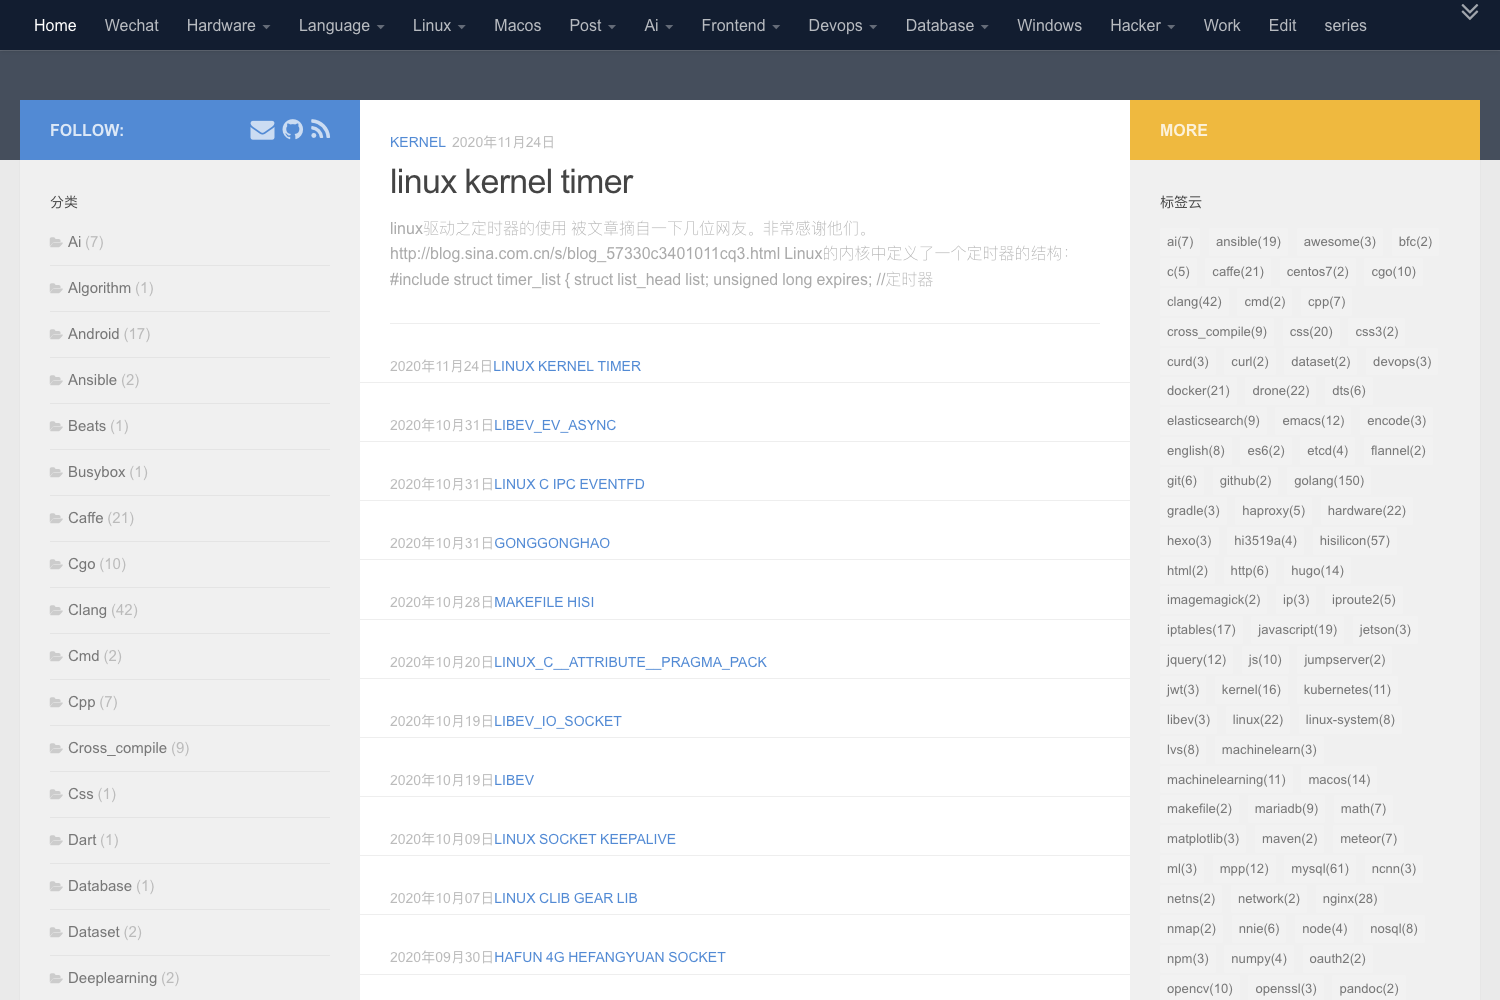 Home Wechat Hardware Language Linux Macos Post Ai Frontend Devops Database Windows Hacker Work Edit series
FOLLOW:
分类
Ai (7)
Algorithm (1)
Android (17)
Ansible (2)
Beats (1)
Busybox (1)
Caffe (21)
Cgo (10)
Clang (42)
Cmd (2)
Cpp (7)
Cross_compile (9)
Css (1)
Dart (1)
Database (1)
Dataset (2)
Deeplearning (2)
KERNEL 2020年11月24日
linux kernel timer
linux驱动之定时器的使用 被文章摘自一下几位网友。非常感谢他们。
http://blog.sina.com.cn/s/blog_57330c3401011cq3.html Linux的内核中定义了一个定时器的结构：
#include struct timer_list { struct list_head list; unsigned long expires; //定时器
2020年11月24日LINUX KERNEL TIMER
2020年10月31日LIBEV_EV_ASYNC
2020年10月31日LINUX C IPC EVENTFD
2020年10月31日GONGGONGHAO
2020年10月28日MAKEFILE HISI
2020年10月20日LINUX_C__ATTRIBUTE__PRAGMA_PACK
2020年10月19日LIBEV_IO_SOCKET
2020年10月19日LIBEV
2020年10月09日LINUX SOCKET KEEPALIVE
2020年10月07日LINUX CLIB GEAR LIB
2020年09月30日HAFUN 4G HEFANGYUAN SOCKET
MORE
标签云
ai(7) ansible(19) awesome(3) bfc(2)
c(5) caffe(21) centos7(2) cgo(10)
clang(42) cmd(2) cpp(7)
cross_compile(9) css(20) css3(2)
curd(3) curl(2) dataset(2) devops(3)
docker(21) drone(22) dts(6)
elasticsearch(9) emacs(12) encode(3)
english(8) es6(2) etcd(4) flannel(2)
git(6) github(2) golang(150)
gradle(3) haproxy(5) hardware(22)
hexo(3) hi3519a(4) hisilicon(57)
html(2) http(6) hugo(14)
imagemagick(2) ip(3) iproute2(5)
iptables(17) javascript(19) jetson(3)
jquery(12) js(10) jumpserver(2)
jwt(3) kernel(16) kubernetes(11)
libev(3) linux(22) linux-system(8)
lvs(8) machinelearn(3)
machinelearning(11) macos(14)
makefile(2) mariadb(9) math(7)
matplotlib(3) maven(2) meteor(7)
ml(3) mpp(12) mysql(61) ncnn(3)
netns(2) network(2) nginx(28)
nmap(2) nnie(6) node(4) nosql(8)
npm(3) numpy(4) oauth2(2)
opencv(10) openssl(3) pandoc(2)